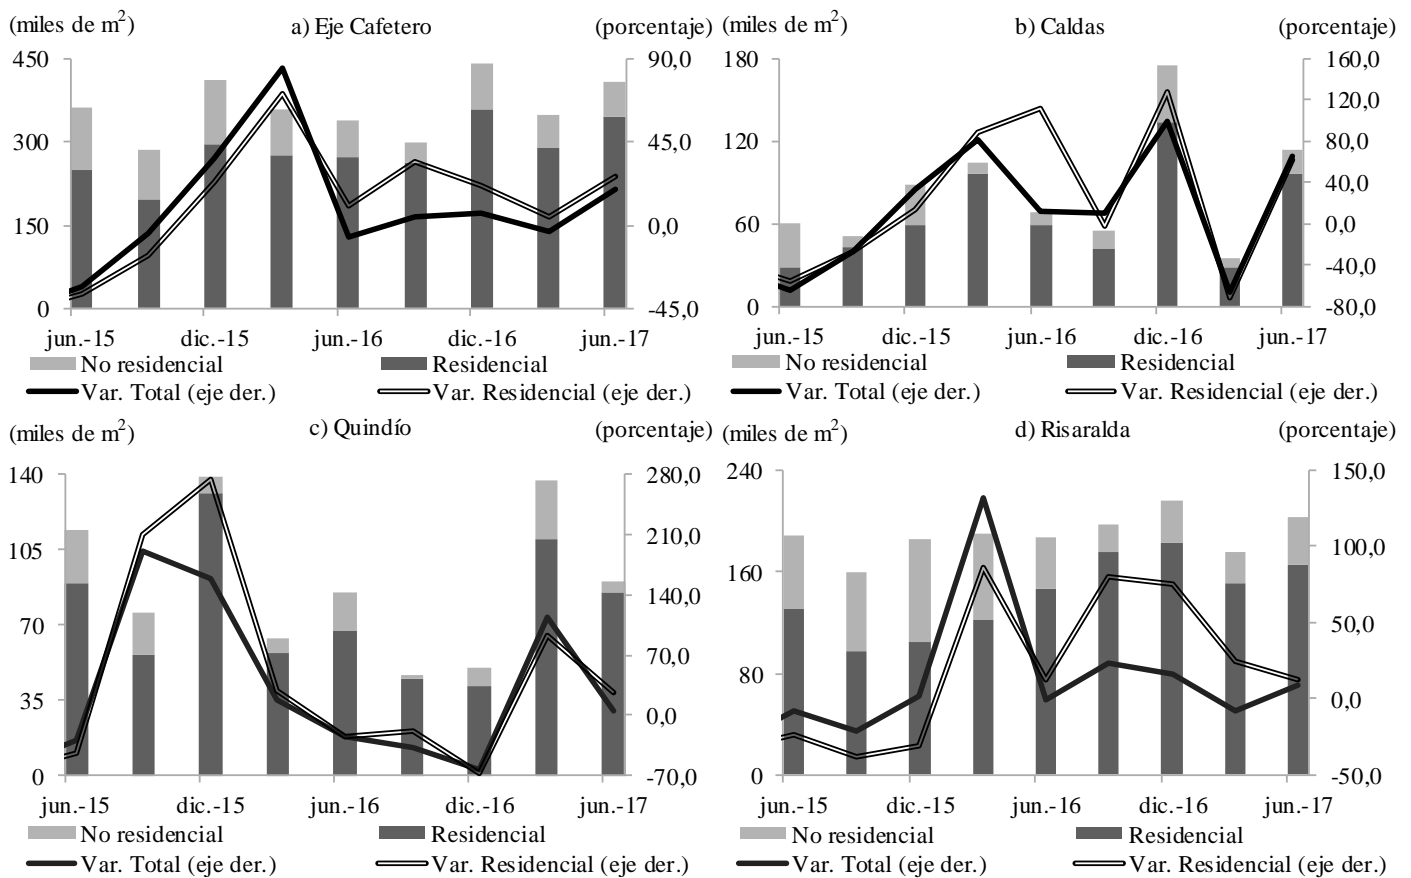 (miles de m²) a) Eje Cafetero (porcentaje)
450 90,0
300 45,0
150 0,0
0 -45,0
jun.-15 dic.-15 jun.-16 dic.-16 jun.-17
No residencial Residencial
Var. Total (eje der.) Var. Residencial (eje der.)
(miles de m²) b) Caldas (porcentaje)
180 160,0
120,0
120 80,0
40,0
60 0,0
-40,0
0 -80,0
jun.-15 dic.-15 jun.-16 dic.-16 jun.-17
No residencial Residencial
Var. Total (eje der.) Var. Residencial (eje der.)
(miles de m²) c) Quindío (porcentaje)
140 280,0
210,0
105
140,0
70
70,0
35
0,0
0 -70,0
jun.-15 dic.-15 jun.-16 dic.-16 jun.-17
No residencial Residencial
Var. Total (eje der.) Var. Residencial (eje der.)
(miles de m²) d) Risaralda (porcentaje)
240 150,0
160 100,0
50,0
80 0,0
0 -50,0
jun.-15 dic.-15 jun.-16 dic.-16 jun.-17
No residencial Residencial
Var. Total (eje der.) Var. Residencial (eje der.)